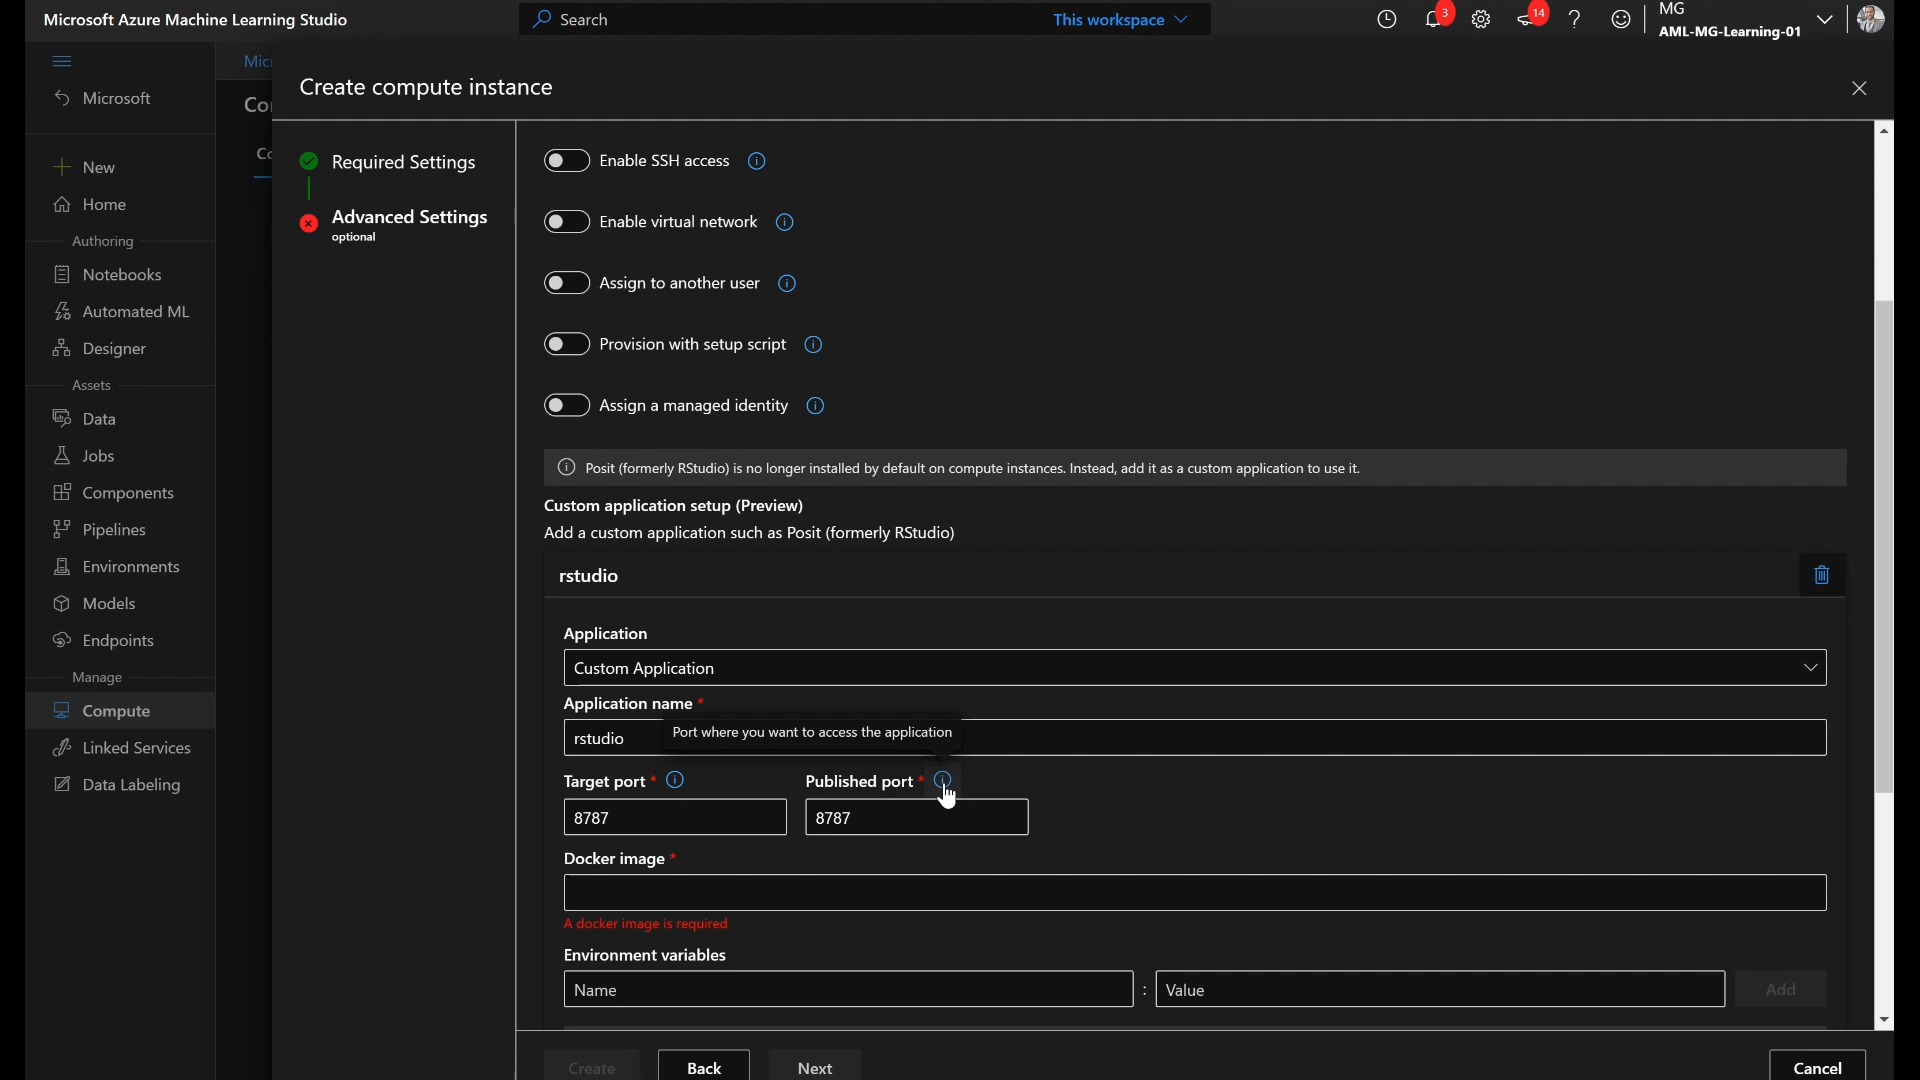 Microsoft Azure Machine Learning Studio
Search
This workspace
3
14
?
MG
AML-MG-Learning-01
Microsoft
New
Home
Authoring
Notebooks
Automated ML
Designer
Assets
Data
Jobs
Components
Pipelines
Environments
Models
Endpoints
Manage
Compute
Linked Services
Data Labeling
Mic
Co
Co
Create compute instance
Required Settings
Advanced Settings
optional
Enable SSH access
Enable virtual network
Assign to another user
Provision with setup script
Assign a managed identity
Posit (formerly RStudio) is no longer installed by default on compute instances. Instead, add it as a custom application to use it.
Custom application setup (Preview)
Add a custom application such as Posit (formerly RStudio)
rstudio
Application
Custom Application
Application name *
rstudio
Port where you want to access the application
Target port *
Published port *
8787
8787
Docker image *
A docker image is required
Environment variables
Name : Value Add
Create Back Next Cancel